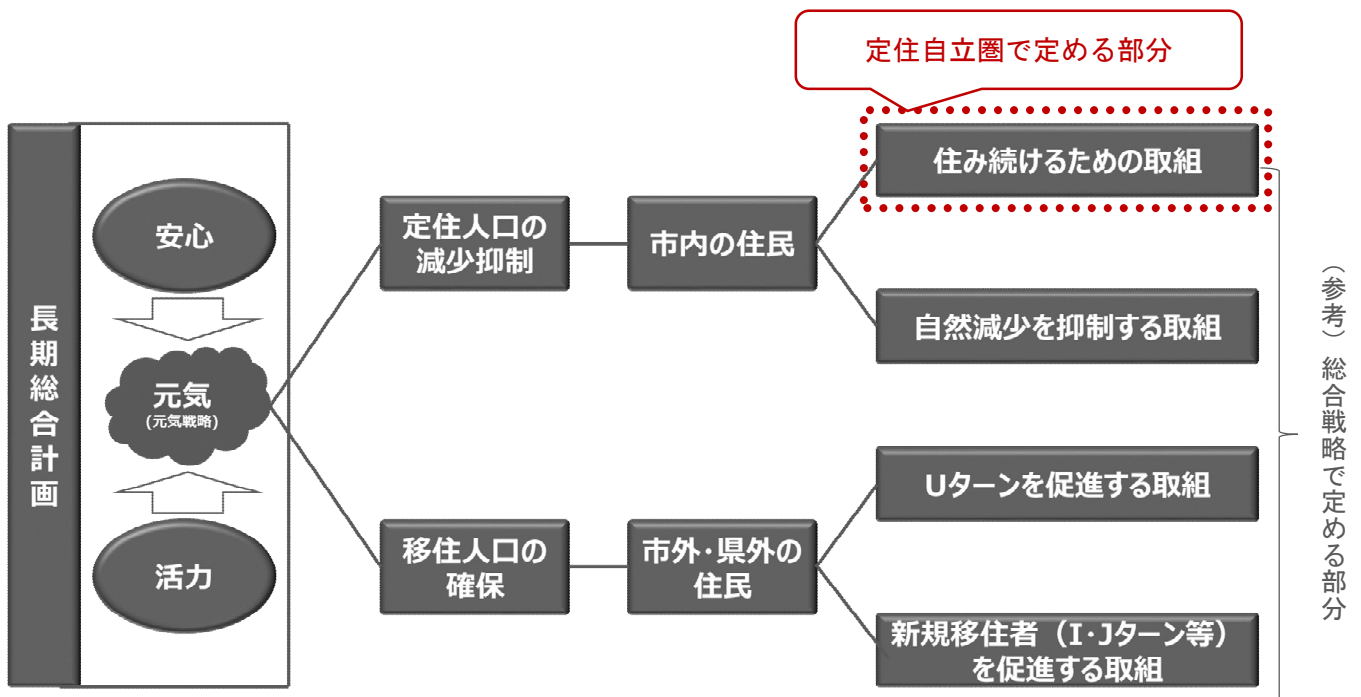 定住自立圏で定める部分
長期総合計画
安心
元気
(元気戦略)
活力
定住人口の
減少抑制
市内の住民
住み続けるための取組
自然減少を抑制する取組
移住人口の
確保
市外・県外の
住民
Uターンを促進する取組
新規移住者（I・Jターン等）
を促進する取組
（参考）総合戦略で定める部分